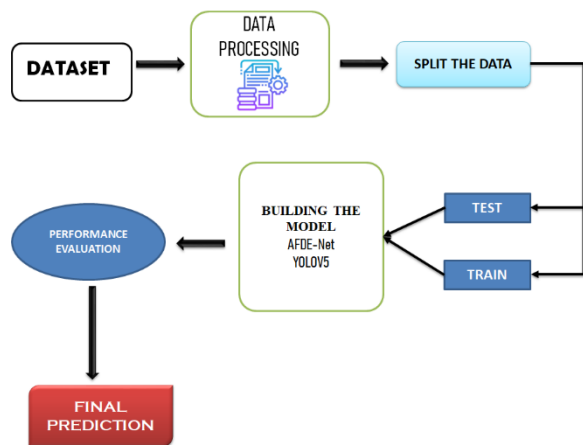 DATASET
DATA
PROCESSING
SPLIT THE DATA
TEST
TRAIN
BUILDING THE
MODEL
AFDE-Net
YOLOV5
PERFORMANCE
EVALUATION
FINAL
PREDICTION